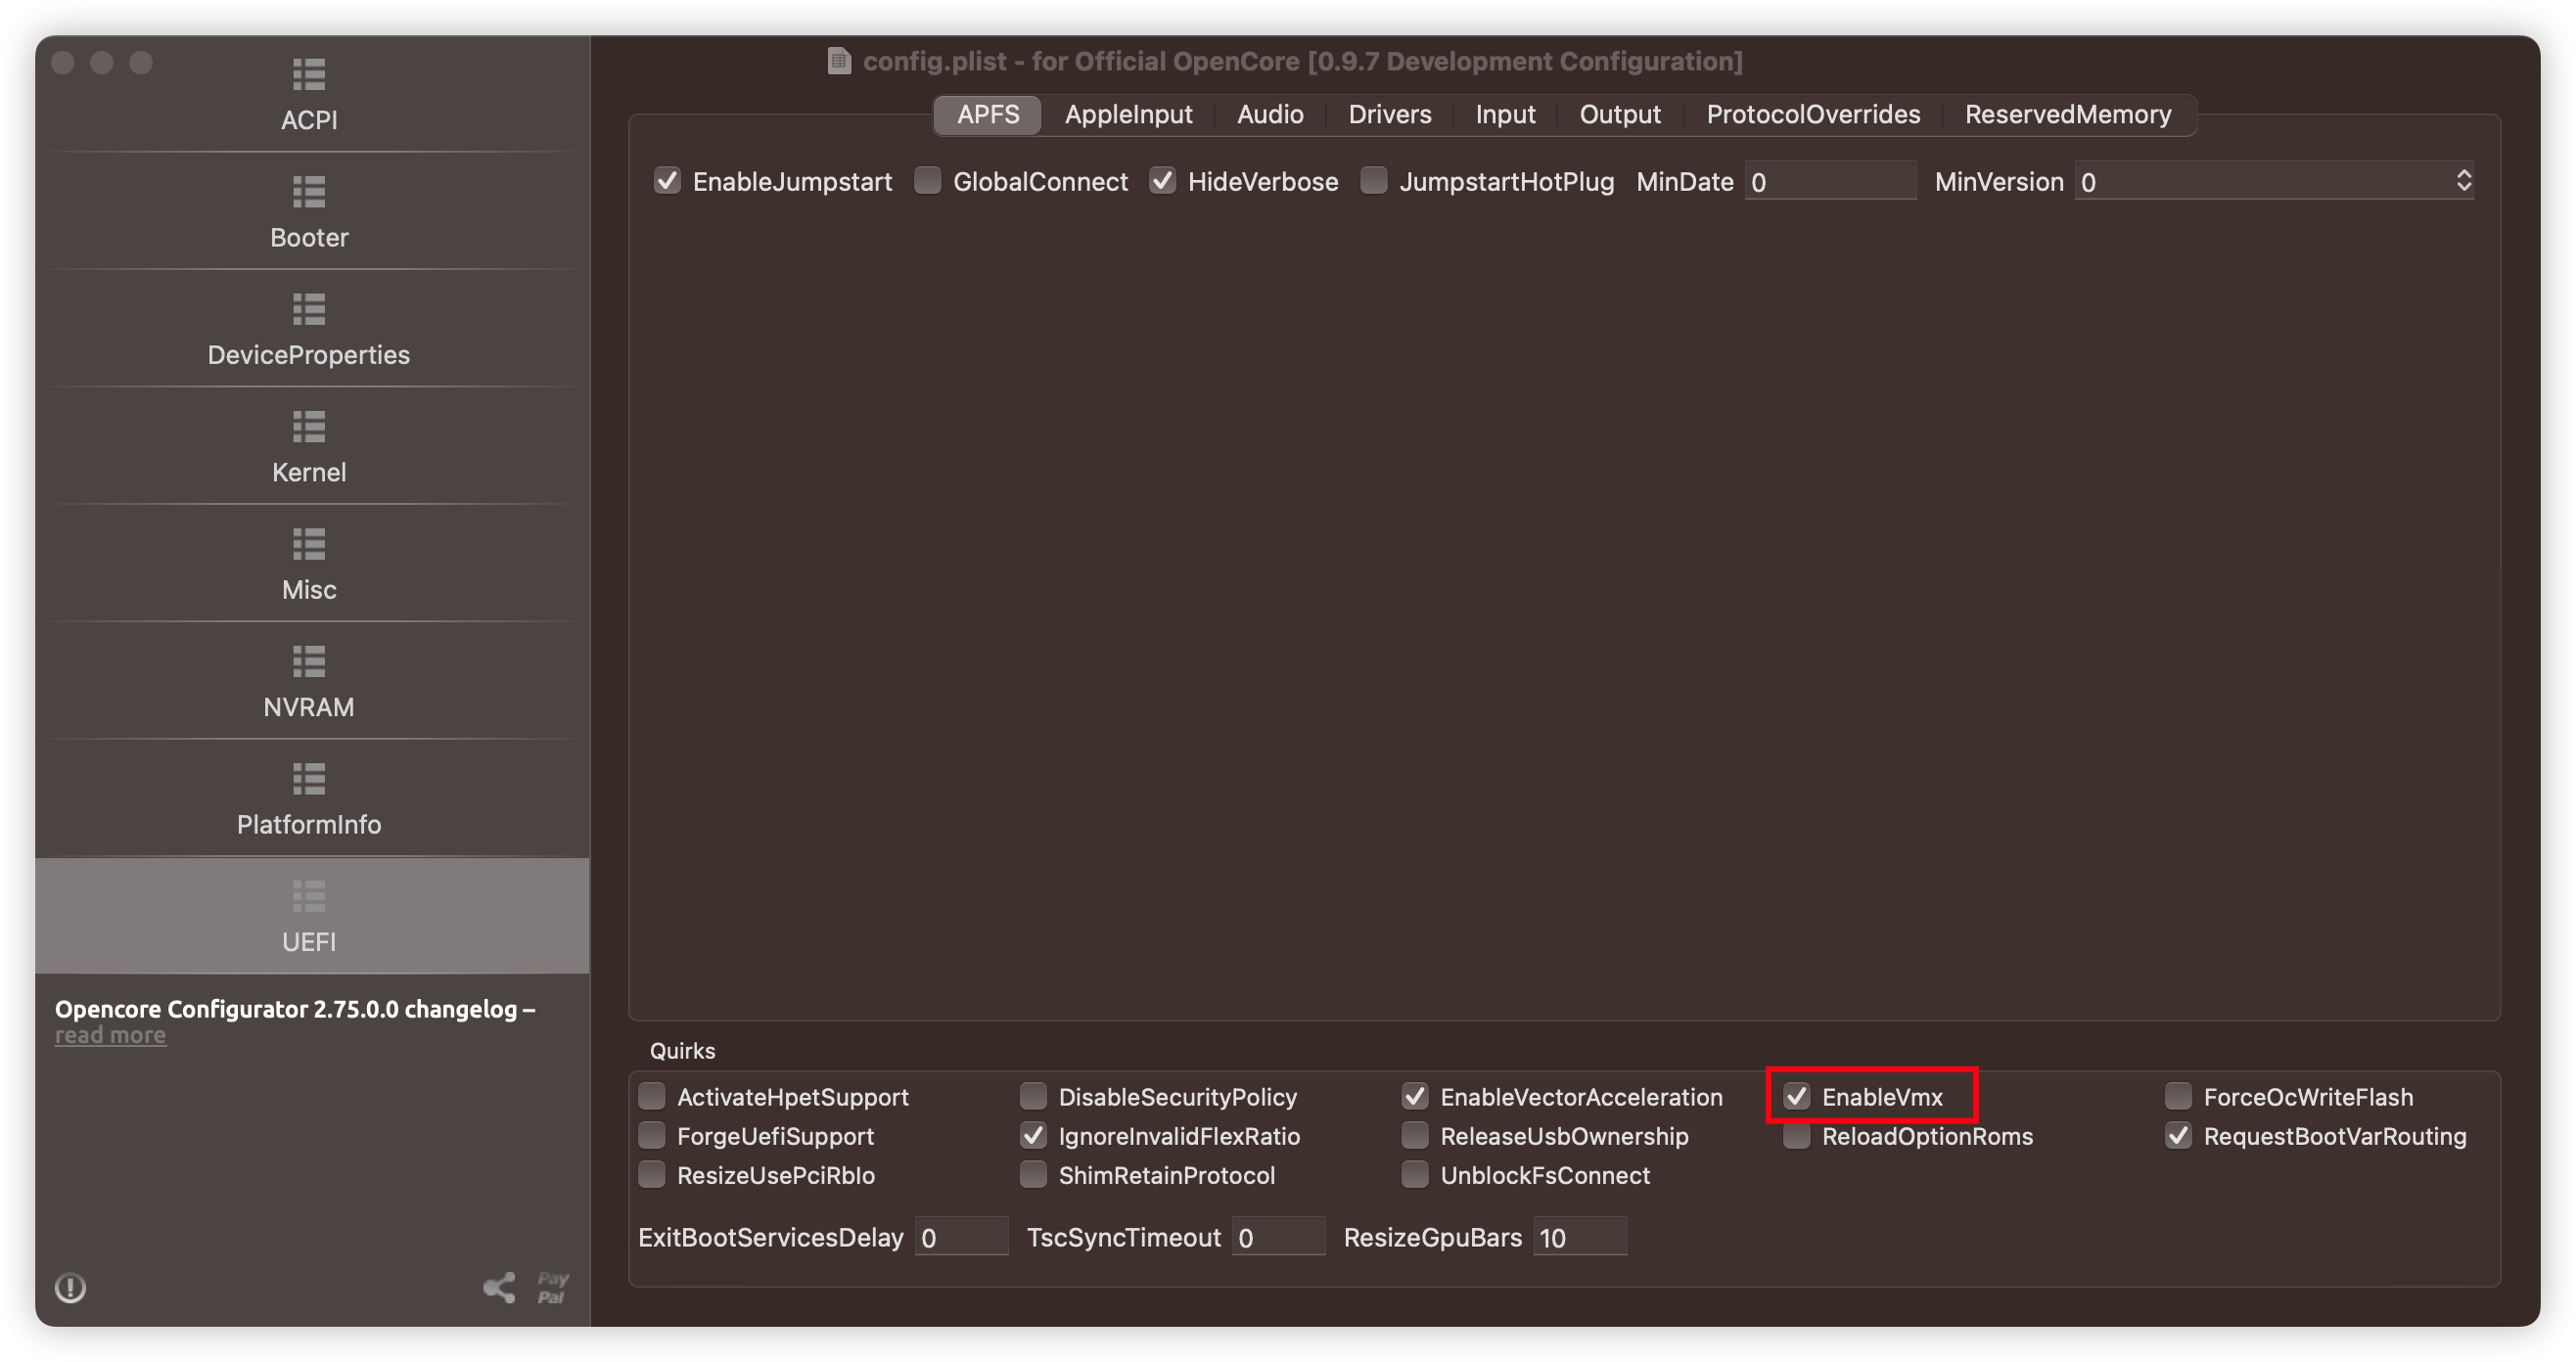 config.plist - for Official OpenCore [0.9.7 Development Configuration]
ACPI
Booter
DeviceProperties
Kernel
Misc
NVRAM
PlatformInfo
UEFI
Opencore Configurator 2.75.0.0 changelog –
read more
Pay
Pal
APFS AppleInput Audio Drivers Input Output ProtocolOverrides ReservedMemory
EnableJumpstart GlobalConnect HideVerbose JumpstartHotPlug MinDate 0 MinVersion 0
Quirks
ActivateHpetSupport DisableSecurityPolicy EnableVectorAcceleration EnableVmx ForceOcWriteFlash
ForgeUefiSupport IgnoreInvalidFlexRatio ReleaseUsbOwnership ReloadOptionRoms RequestBootVarRouting
ResizeUsePciRbIo ShimRetainProtocol UnblockFsConnect
ExitBootServicesDelay 0 TscSyncTimeout 0 ResizeGpuBars 10